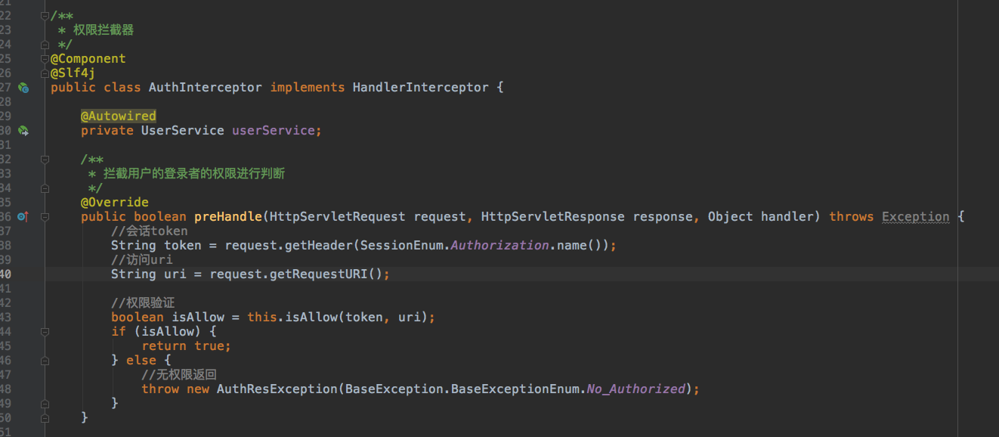 21
22 /**
23  * 权限拦截器
24  */
25 @Component
26 @Slf4j
27 public class AuthInterceptor implements HandlerInterceptor {
28
29     @Autowired
30     private UserService userService;
31
32     /**
33      * 拦截用户的登录者的权限进行判断
34      */
35     @Override
36     public boolean preHandle(HttpServletRequest request, HttpServletResponse response, Object handler) throws Exception {
37         //会话token
38         String token = request.getHeader(SessionEnum.Authorization.name());
39         //访问uri
40         String uri = request.getRequestURI();
41
42         //权限验证
43         boolean isAllow = this.isAllow(token, uri);
44         if (isAllow) {
45             return true;
46         } else {
47             //无权限返回
48             throw new AuthResException(BaseException.BaseExceptionEnum.No_Authorized);
49         }
50     }
51